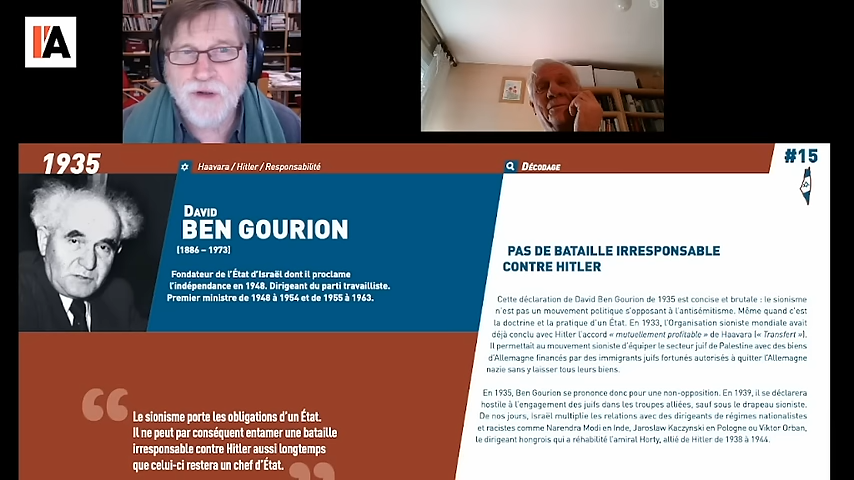 I'A
1935
Haavara / Hitler / Responsabilité
DÉCODAGE
#15
DAVID
BEN GOURION
(1886 – 1973)
Fondateur de l'État d'Israël dont il proclame
l'indépendance en 1948. Dirigeant du parti travailliste.
Premier ministre de 1948 à 1954 et de 1955 à 1963.
“
Le sionisme porte les obligations d'un État.
Il ne peut par conséquent entamer une bataille
irresponsable contre Hitler aussi longtemps
que celui-ci restera un chef d'État.
”
PAS DE BATAILLE IRRESPONSABLE
CONTRE HITLER
Cette déclaration de David Ben Gourion de 1935 est concise et brutale : le sionisme
n'est pas un mouvement politique s'opposant à l'antisémitisme. Même quand c'est
la doctrine et la pratique d'un État. En 1933, l'Organisation sioniste mondiale avait
déjà conclu avec Hitler l'accord « mutuellement profitable » de Haavara (« Transfert »).
Il permettait au mouvement sioniste d'équiper le secteur juif de Palestine avec des biens
d'Allemagne financés par des immigrants juifs fortunés autorisés à quitter l'Allemagne
nazie sans y laisser tous leurs biens.
En 1935, Ben Gourion se prononce donc pour une non-opposition. En 1939, il se déclarera
hostile à l'engagement des juifs dans les troupes alliées, sauf sous le drapeau sioniste.
De nos jours, Israël multiplie les relations avec des dirigeants de régimes nationalistes
et racistes comme Narendra Modi en Inde, Jaroslaw Kaczynski en Pologne ou Viktor Orban,
le dirigeant hongrois qui a réhabilité l'amiral Horty, allié de Hitler de 1938 à 1944.